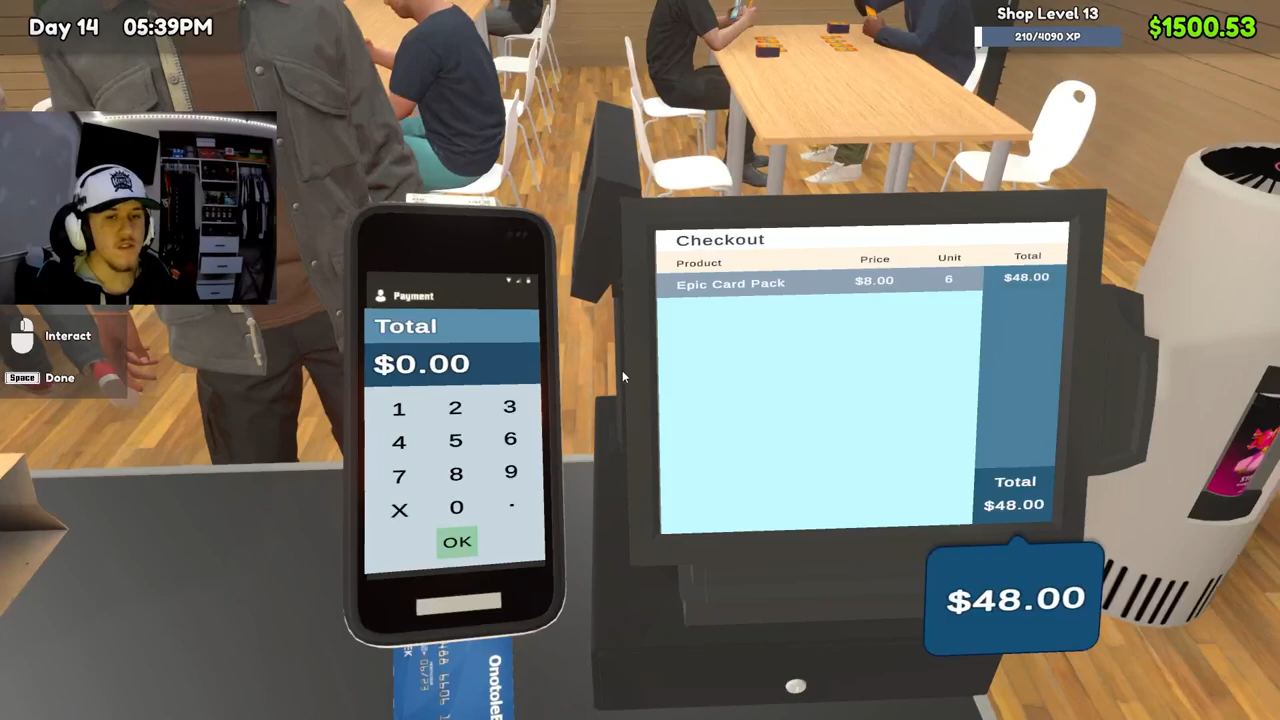 Day 14 05:39PM
Shop Level 13
210/4090 XP
$1500.53
Interact
Space Done
Payment
Total
$0.00
1 2 3
4 5 6
7 8 9
X 0 .
OK
Checkout
Product Price Unit Total
Epic Card Pack $8.00 6 $48.00
Total
$48.00
$48.00